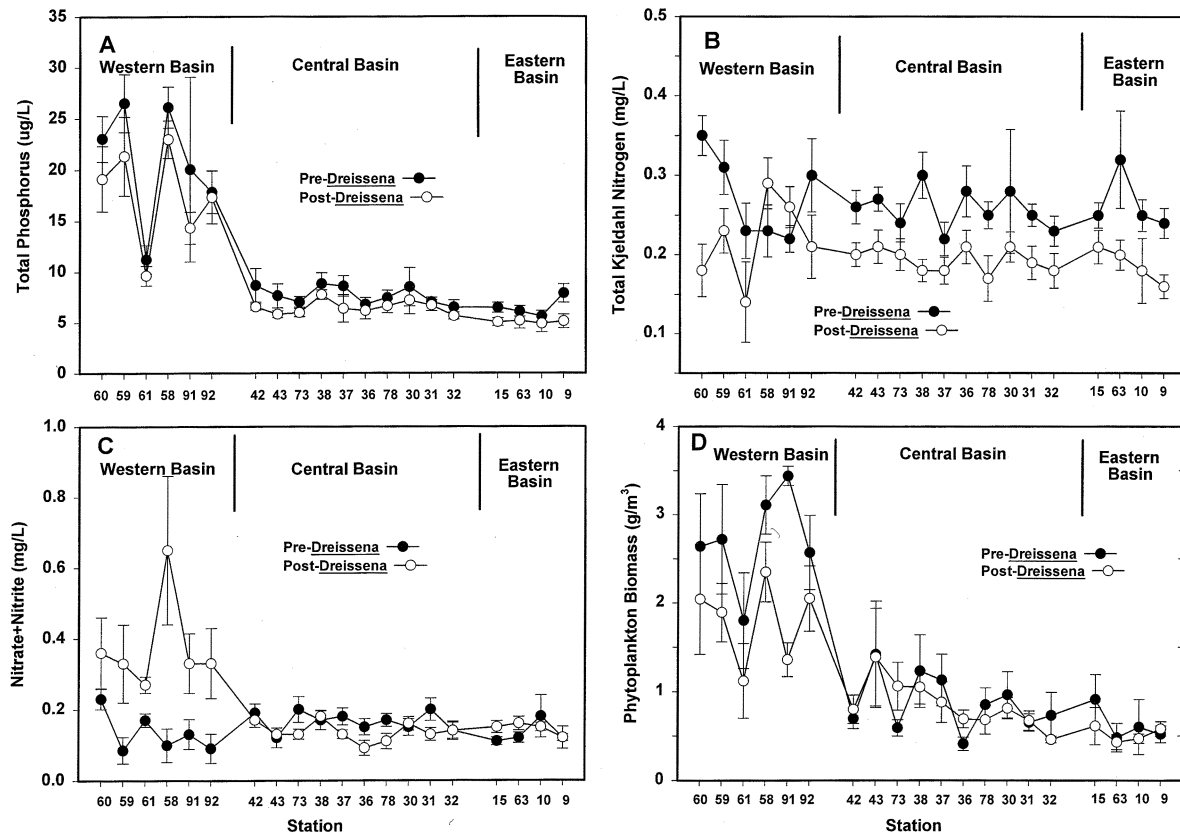 A
Western Basin
Central Basin
Eastern
Basin
Pre-Dreissena
Post-Dreissena
Total Phosphorus (ug/L)
35
30
25
20
15
10
5
0
60 59 61 58 91 92 42 43 73 38 37 36 78 30 31 32 15 63 10 9
B
Western Basin
Central Basin
Eastern
Basin
Pre-Dreissena
Post-Dreissena
Total Kjeldahl Nitrogen (mg/L)
0.5
0.4
0.3
0.2
0.1
60 59 61 58 91 92 42 43 73 38 37 36 78 30 31 32 15 63 10 9
C
Western Basin
Central Basin
Eastern
Basin
Pre-Dreissena
Post-Dreissena
Nitrate+Nitrite (mg/L)
1.0
0.8
0.6
0.4
0.2
0.0
60 59 61 58 91 92 42 43 73 38 37 36 78 30 31 32 15 63 10 9
Station
D
Western Basin
Central Basin
Eastern
Basin
Pre-Dreissena
Post-Dreissena
Phytoplankton Biomass (g/m³)
4
3
2
1
0
60 59 61 58 91 92 42 43 73 38 37 36 78 30 31 32 15 63 10 9
Station